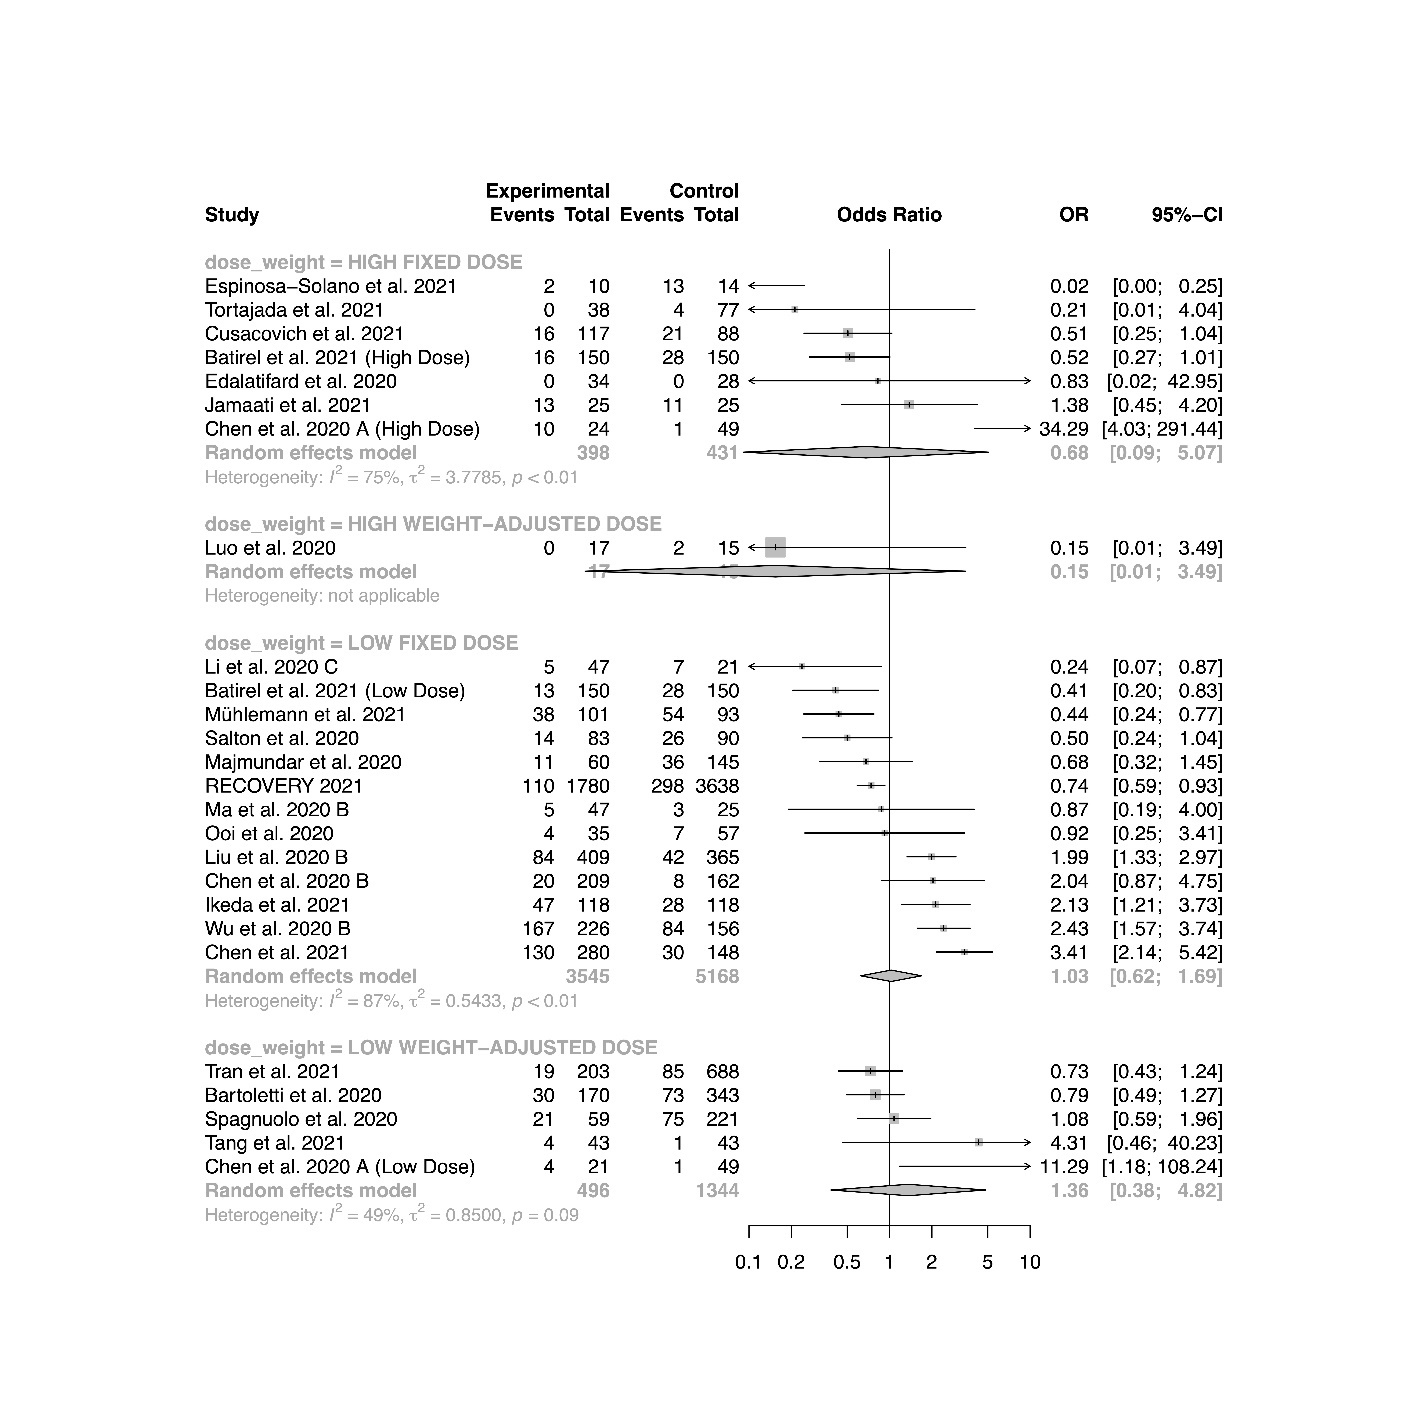 Experimental Control
Study Events Total Events Total Odds Ratio OR 95%−CI
dose_weight = HIGH FIXED DOSE
Espinosa−Solano et al. 2021 2 10 13 14 0.02 [0.00; 0.25]
Tortajada et al. 2021 0 38 4 77 0.21 [0.01; 4.04]
Cusacovich et al. 2021 16 117 21 88 0.51 [0.25; 1.04]
Batirel et al. 2021 (High Dose) 16 150 28 150 0.52 [0.27; 1.01]
Edalatifard et al. 2020 0 34 0 28 0.83 [0.02; 42.95]
Jamaati et al. 2021 13 25 11 25 1.38 [0.45; 4.20]
Chen et al. 2020 A (High Dose) 10 24 1 49 34.29 [4.03; 291.44]
Random effects model 398 431 0.68 [0.09; 5.07]
Heterogeneity: I² = 75%, τ² = 3.7785, p < 0.01
dose_weight = HIGH WEIGHT−ADJUSTED DOSE
Luo et al. 2020 0 17 2 15 0.15 [0.01; 3.49]
Random effects model 17 0.15 [0.01; 3.49]
Heterogeneity: not applicable
dose_weight = LOW FIXED DOSE
Li et al. 2020 C 5 47 7 21 0.24 [0.07; 0.87]
Batirel et al. 2021 (Low Dose) 13 150 28 150 0.41 [0.20; 0.83]
Mühlemann et al. 2021 38 101 54 93 0.44 [0.24; 0.77]
Salton et al. 2020 14 83 26 90 0.50 [0.24; 1.04]
Majmundar et al. 2020 11 60 36 145 0.68 [0.32; 1.45]
RECOVERY 2021 110 1780 298 3638 0.74 [0.59; 0.93]
Ma et al. 2020 B 5 47 3 25 0.87 [0.19; 4.00]
Ooi et al. 2020 4 35 7 57 0.92 [0.25; 3.41]
Liu et al. 2020 B 84 409 42 365 1.99 [1.33; 2.97]
Chen et al. 2020 B 20 209 8 162 2.04 [0.87; 4.75]
Ikeda et al. 2021 47 118 28 118 2.13 [1.21; 3.73]
Wu et al. 2020 B 167 226 84 156 2.43 [1.57; 3.74]
Chen et al. 2021 130 280 30 148 3.41 [2.14; 5.42]
Random effects model 3545 5168 1.03 [0.62; 1.69]
Heterogeneity: I² = 87%, τ² = 0.5433, p < 0.01
dose_weight = LOW WEIGHT−ADJUSTED DOSE
Tran et al. 2021 19 203 85 688 0.73 [0.43; 1.24]
Bartoletti et al. 2020 30 170 73 343 0.79 [0.49; 1.27]
Spagnuolo et al. 2020 21 59 75 221 1.08 [0.59; 1.96]
Tang et al. 2021 4 43 1 43 4.31 [0.46; 40.23]
Chen et al. 2020 A (Low Dose) 4 21 1 49 11.29 [1.18; 108.24]
Random effects model 496 1344 1.36 [0.38; 4.82]
Heterogeneity: I² = 49%, τ² = 0.8500, p = 0.09
0.1 0.2 0.5 1 2 5 10